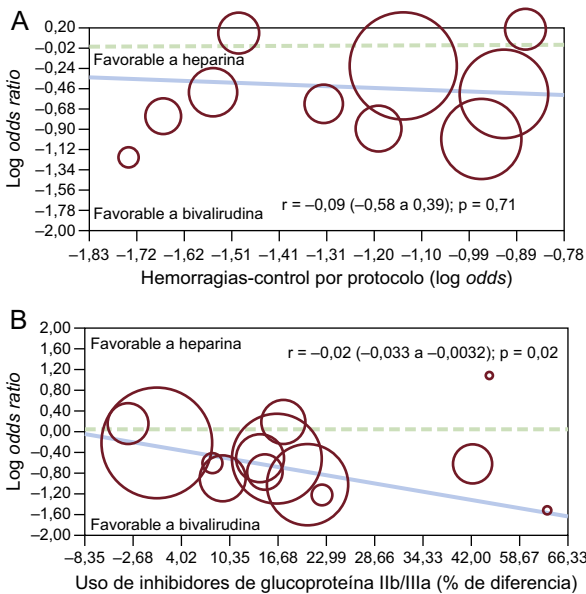 A
Log odds ratio
0,20
–0,02
–0,24
–0,46
–0,68
–0,90
–1,12
–1,34
–1,56
–1,78
–2,00
Favorable a heparina
Favorable a bivalirudina
r = –0,09 (–0,58 a 0,39); p = 0,71
–1,83 –1,72 –1,62 –1,51 –1,41 –1,31 –1,20 –1,10 –0,99 –0,89 –0,78
Hemorragias-control por protocolo (log odds)
B
Log odds ratio
2,00
1,60
1,20
0,80
0,40
0,00
–0,40
–0,80
–1,20
–1,60
–2,00
Favorable a heparina
r = –0,02 (–0,033 a –0,0032); p = 0,02
Favorable a bivalirudina
–8,35 –2,68 4,02 10,35 16,68 22,99 28,66 34,33 42,00 58,67 66,33
Uso de inhibidores de glucoproteína IIb/IIIa (% de diferencia)